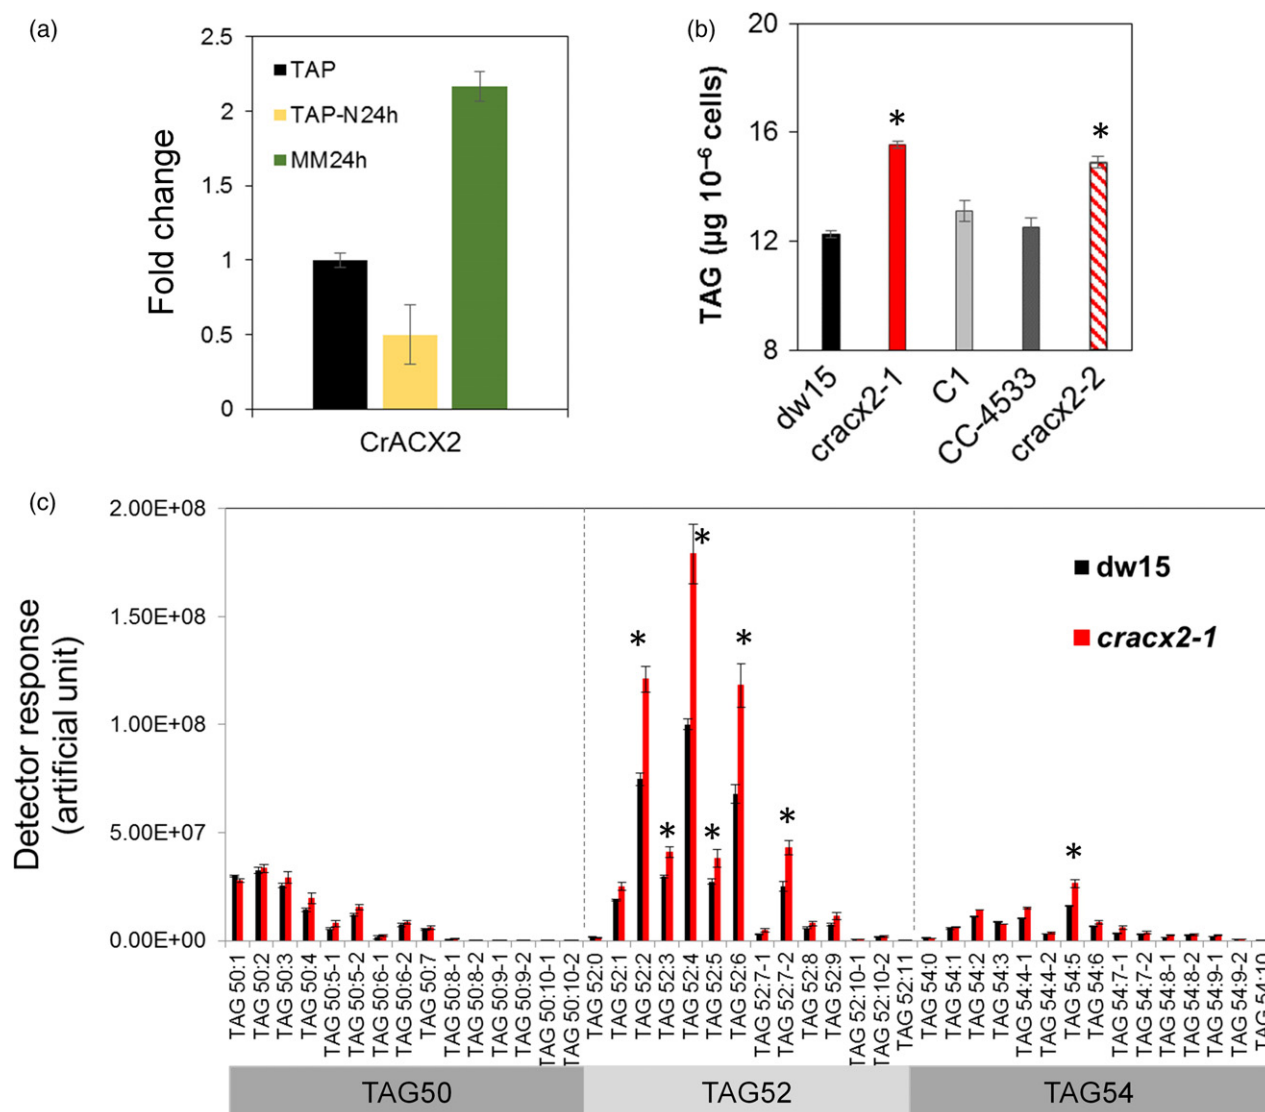 (a)
2.5
2
1.5
1
0.5
0
Fold change
TAP
TAP-N24h
MM24h
CrACX2
(b)
20
16
12
8
TAG (µg 10⁻⁶ cells)
*
*
dw15
cracx2-1
C1
CC-4533
cracx2-2
(c)
2.00E+08
1.50E+08
1.00E+08
5.00E+07
0.00E+00
Detector response
(artificial unit)
dw15
cracx2-1
*
*
*
*
*
*
*
TAG 50:1
TAG 50:2
TAG 50:3
TAG 50:4
TAG 50:5-1
TAG 50:5-2
TAG 50:6-1
TAG 50:6-2
TAG 50:7
TAG 50:8-1
TAG 50:8-2
TAG 50:9-1
TAG 50:9-2
TAG 50:10-1
TAG 50:10-2
TAG 52:0
TAG 52:1
TAG 52:2
TAG 52:3
TAG 52:4
TAG 52:5
TAG 52:6
TAG 52:7-1
TAG 52:7-2
TAG 52:8
TAG 52:9
TAG 52:10-1
TAG 52:10-2
TAG 52:11
TAG 54:0
TAG 54:1
TAG 54:2
TAG 54:3
TAG 54:4-1
TAG 54:4-2
TAG 54:5
TAG 54:6
TAG 54:7-1
TAG 54:7-2
TAG 54:8-1
TAG 54:8-2
TAG 54:9-1
TAG 54:9-2
TAG 54:10
TAG50
TAG52
TAG54